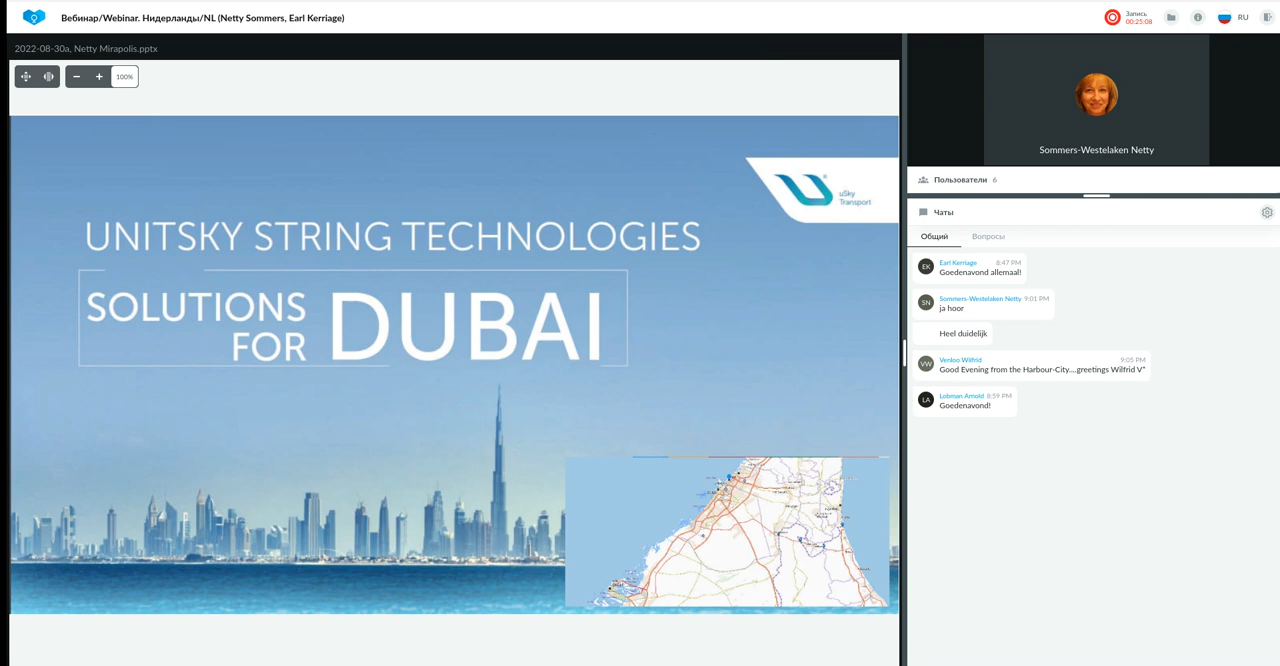 Вебинар/Webinar. Нидерланды/NL (Netty Sommers, Earl Kerriage)
Запись
00:25:08
RU
2022-08-30a, Netty Mirapolis.pptx
100%
uSky
Transport
UNITSKY STRING TECHNOLOGIES
SOLUTIONS
FOR
DUBAI
Sommers-Westelaken Netty
Пользователи 6
Чаты
Общий Вопросы
EK
Earl Kerriage 8:47 PM
Goedenavond allemaal!
SN
Sommers-Westelaken Netty 9:01 PM
ja hoor
Heel duidelijk
VW
Venloo Wilfrid 9:05 PM
Good Evening from the Harbour-City....greetings Wilfrid V"
LA
Lobman Arnold 8:59 PM
Goedenavond!